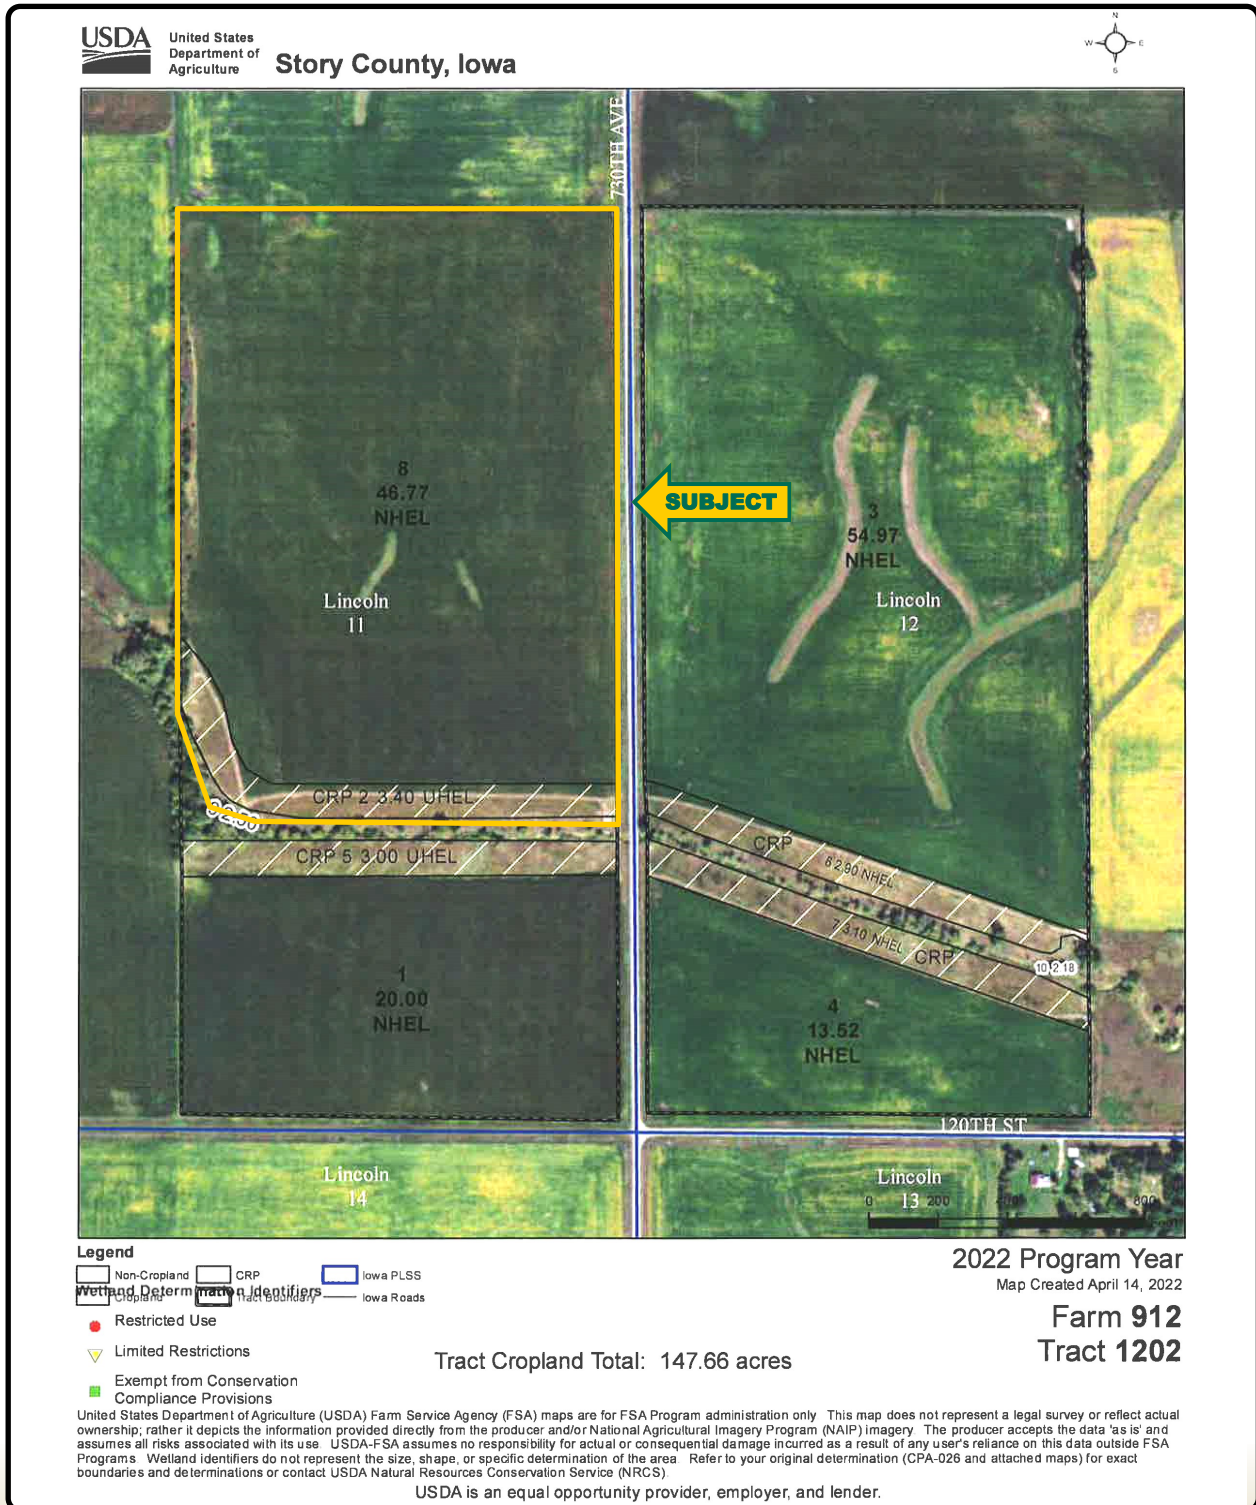 N
W E
S
USDA
United States
Department of
Agriculture
Story County, Iowa
730TH AVE
8
46.77
NHEL
SUBJECT
3
54.97
NHEL
Lincoln
11
Lincoln
12
CRP 2 3.40 UHEL
CRP 5 3.00 UHEL
CRP
6 2.90 NHEL
7 3.10 NHEL
CRP
10 2.18
1
20.00
NHEL
4
13.52
NHEL
120TH ST
Lincoln
14
Lincoln
13
0 200 800
Legend
Non-Cropland CRP Iowa PLSS
Cropland Tract Boundary Iowa Roads
Wetland Determination Identifiers
Restricted Use
Limited Restrictions
Exempt from Conservation
Compliance Provisions
Tract Cropland Total: 147.66 acres
2022 Program Year
Map Created April 14, 2022
Farm 912
Tract 1202
United States Department of Agriculture (USDA) Farm Service Agency (FSA) maps are for FSA Program administration only This map does not represent a legal survey or reflect actual
ownership; rather it depicts the information provided directly from the producer and/or National Agricultural Imagery Program (NAIP) imagery The producer accepts the data 'as is' and
assumes all risks associated with its use USDA-FSA assumes no responsibility for actual or consequential damage incurred as a result of any user's reliance on this data outside FSA
Programs Wetland identifiers do not represent the size, shape, or specific determination of the area Refer to your original determination (CPA-026 and attached maps) for exact
boundaries and determinations or contact USDA Natural Resources Conservation Service (NRCS)
USDA is an equal opportunity provider, employer, and lender.